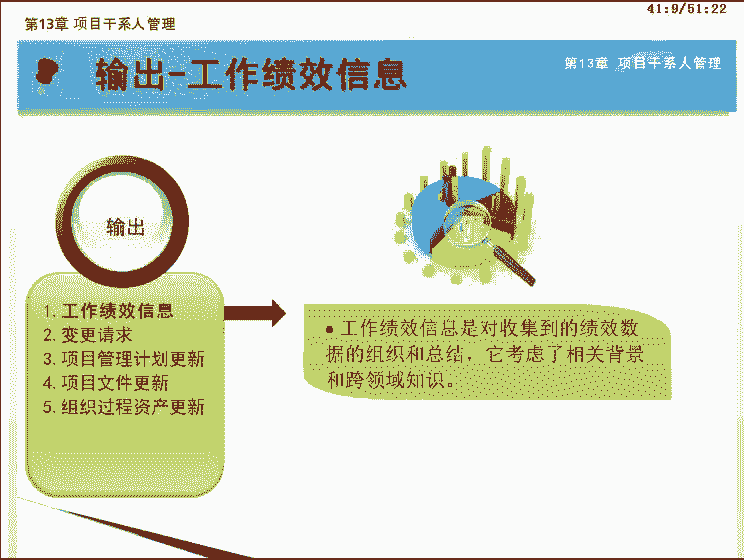 41:9/51:22
第13章 项目干系人管理
输出-工作绩效信息
第13章 项目干系人管理
输出
1. 工作绩效信息
2. 变更请求
3. 项目管理计划更新
4. 项目文件更新
5. 组织过程资产更新
● 工作绩效信息是对收集到的绩效数
据的组织和总结，它考虑了相关背景
和跨领域知识。